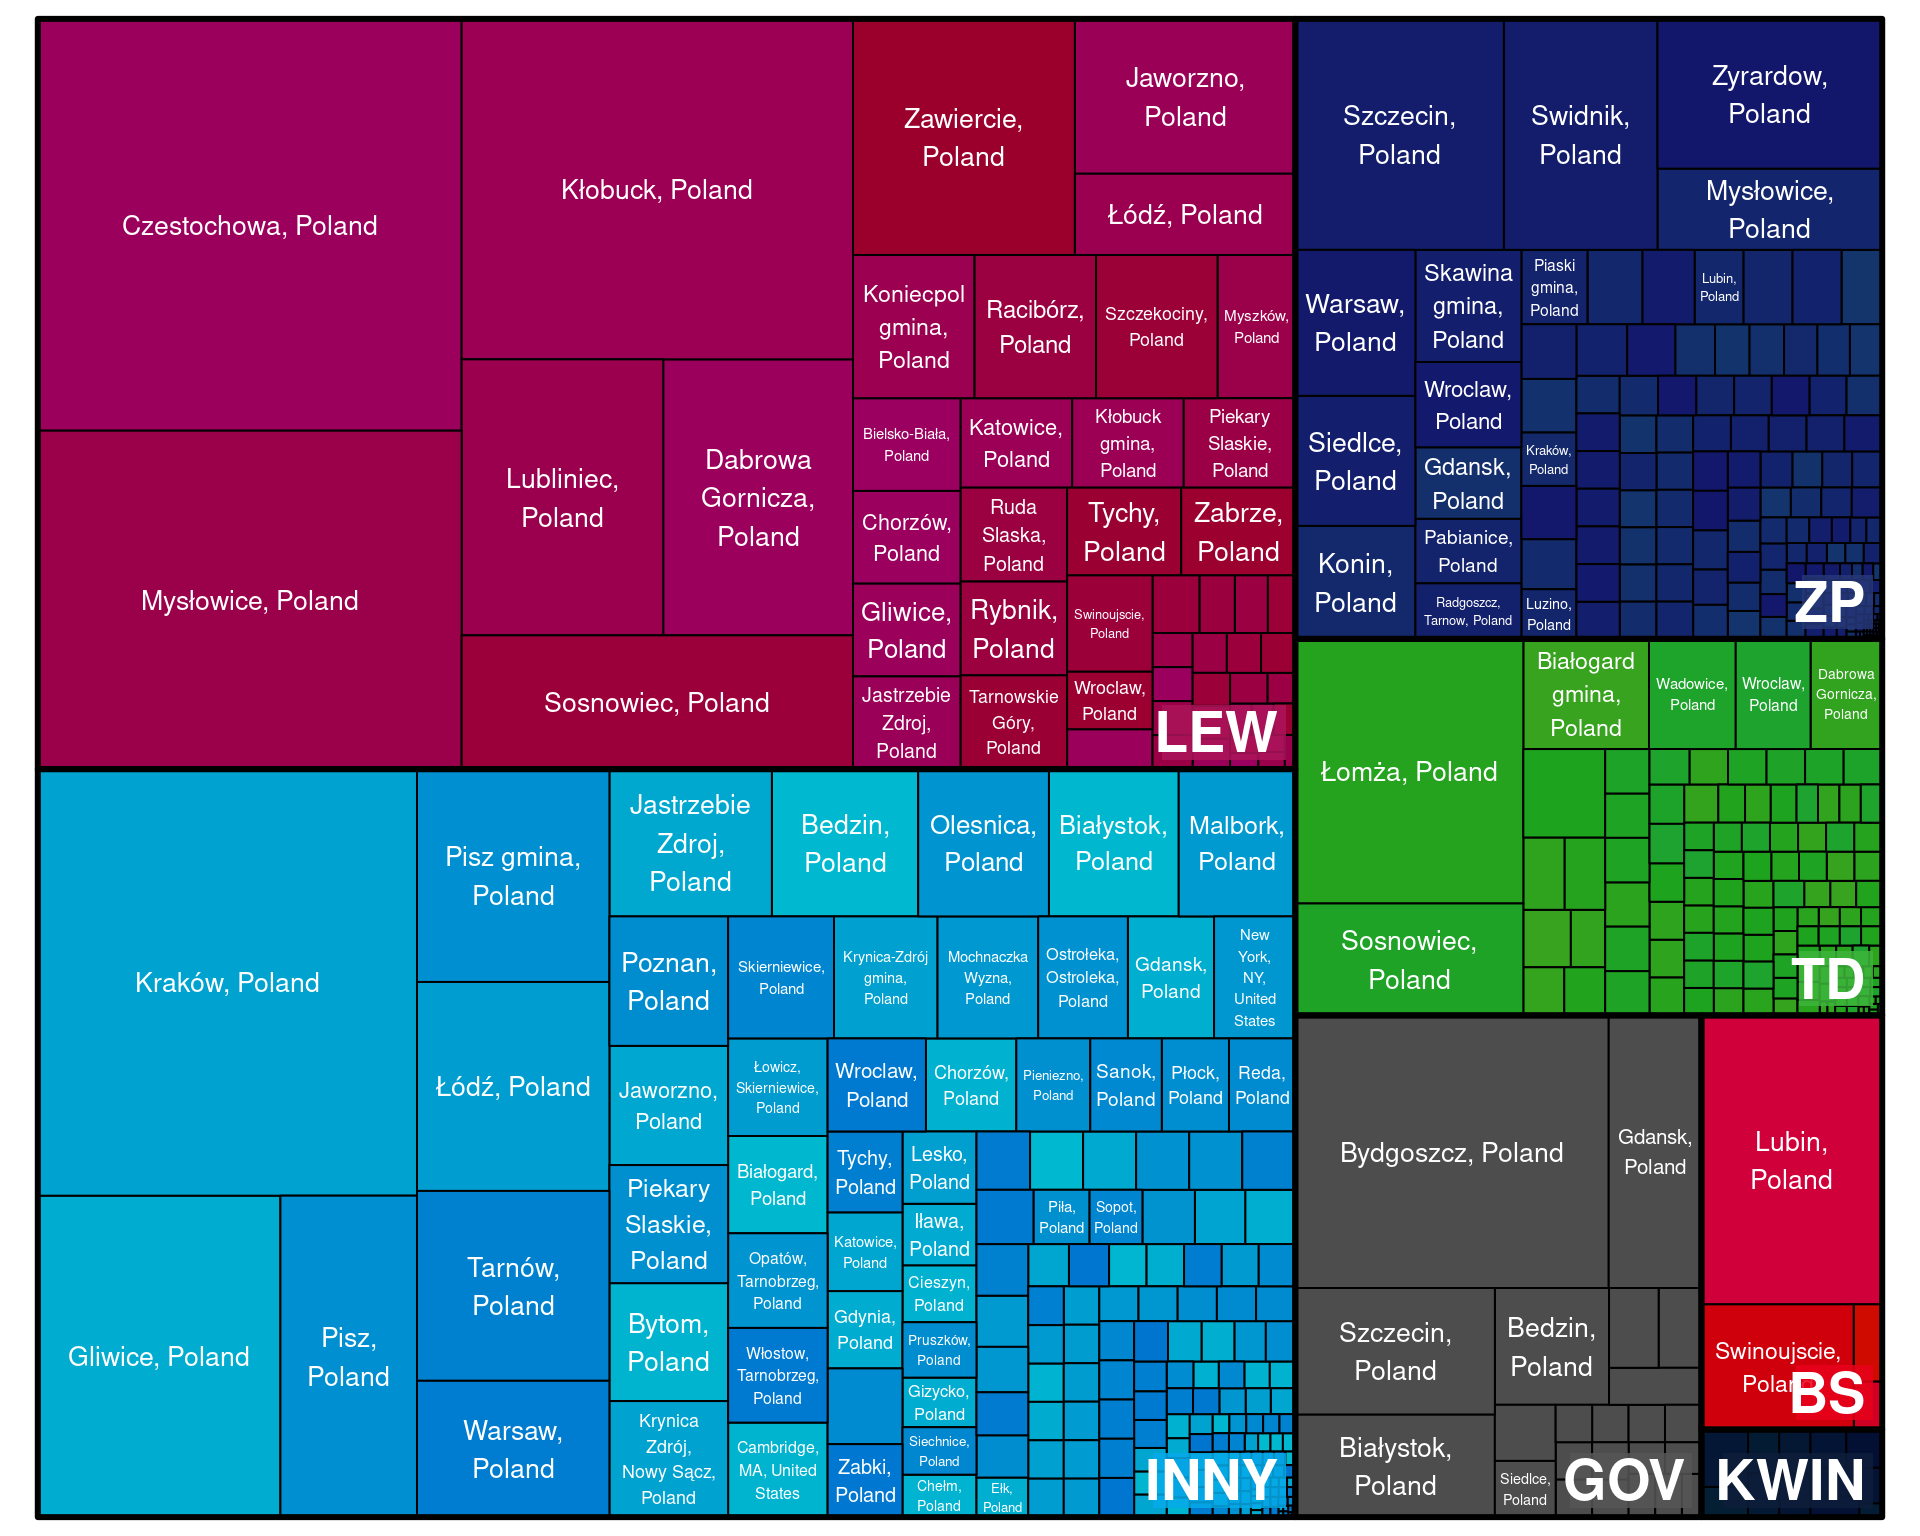 Czestochowa, Poland
Mysłowice, Poland
Kłobuck, Poland
Lubliniec,
Poland
Dabrowa
Gornicza,
Poland
Sosnowiec, Poland
Zawiercie,
Poland
Jaworzno,
Poland
Łódź, Poland
Koniecpol
gmina,
Poland
Racibórz,
Poland
Szczekociny,
Poland
Myszków,
Poland
Bielsko-Biała,
Poland
Katowice,
Poland
Kłobuck
gmina,
Poland
Piekary
Slaskie,
Poland
Chorzów,
Poland
Ruda
Slaska,
Poland
Tychy,
Poland
Zabrze,
Poland
Gliwice,
Poland
Rybnik,
Poland
Swinoujscie,
Poland
Jastrzebie
Zdroj,
Poland
Tarnowskie
Góry,
Poland
Wroclaw,
Poland
LEW
Szczecin,
Poland
Swidnik,
Poland
Zyrardow,
Poland
Mysłowice,
Poland
Warsaw,
Poland
Skawina
gmina,
Poland
Piaski
gmina,
Poland
Lubin,
Poland
Siedlce,
Poland
Wroclaw,
Poland
Gdansk,
Poland
Kraków,
Poland
Konin,
Poland
Pabianice,
Poland
Radgoszcz,
Tarnow, Poland
Luzino,
Poland
ZP
Łomża, Poland
Sosnowiec,
Poland
Białogard
gmina,
Poland
Wadowice,
Poland
Wroclaw,
Poland
Dabrowa
Gornicza,
Poland
TD
Kraków, Poland
Gliwice, Poland
Pisz,
Poland
Pisz gmina,
Poland
Łódź, Poland
Tarnów,
Poland
Warsaw,
Poland
Jastrzebie
Zdroj,
Poland
Bedzin,
Poland
Olesnica,
Poland
Białystok,
Poland
Malbork,
Poland
Poznan,
Poland
Skierniewice,
Poland
Krynica-Zdrój
gmina,
Poland
Mochnaczka
Wyzna,
Poland
Ostrołeka,
Ostroleka,
Poland
Gdansk,
Poland
New
York,
NY,
United
States
Jaworzno,
Poland
Łowicz,
Skierniewice,
Poland
Wroclaw,
Poland
Chorzów,
Poland
Pieniezno,
Poland
Sanok,
Poland
Płock,
Poland
Reda,
Poland
Piekary
Slaskie,
Poland
Białogard,
Poland
Tychy,
Poland
Lesko,
Poland
Piła,
Poland
Sopot,
Poland
Iława,
Poland
Katowice,
Poland
Opatów,
Tarnobrzeg,
Poland
Cieszyn,
Poland
Bytom,
Poland
Gdynia,
Poland
Pruszków,
Poland
Włostow,
Tarnobrzeg,
Poland
Gizycko,
Poland
Krynica
Zdrój,
Nowy Sącz,
Poland
Cambridge,
MA, United
States
Zabki,
Poland
Siechnice,
Poland
Chełm,
Poland
Ełk,
Poland
INNY
Bydgoszcz, Poland
Gdansk,
Poland
Szczecin,
Poland
Bedzin,
Poland
Białystok,
Poland
Siedlce,
Poland
GOV
Lubin,
Poland
Swinoujscie,
Poland
BS
KWIN